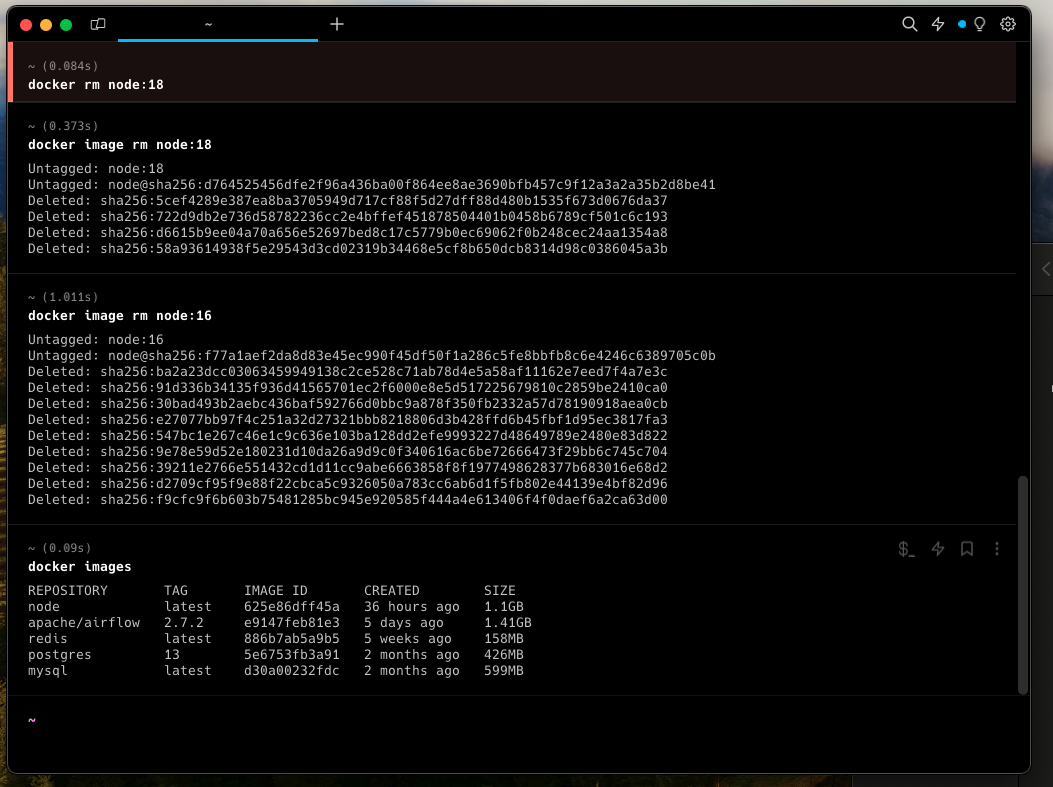 ~
~ (0.084s)
docker rm node:18
~ (0.373s)
docker image rm node:18
Untagged: node:18
Untagged: node@sha256:d764525456dfe2f96a436ba00f864ee8ae3690bfb457c9f12a3a2a35b2d8be41
Deleted: sha256:5cef4289e387ea8ba3705949d717cf88f5d27dff88d480b1535f673d0676da37
Deleted: sha256:722d9db2e736d58782236cc2e4bffef451878504401b0458b6789cf501c6c193
Deleted: sha256:d6615b9ee04a70a656e52697bed8c17c5779b0ec69062f0b248cec24aa1354a8
Deleted: sha256:58a93614938f5e29543d3cd02319b34468e5cf8b650dcb8314d98c0386045a3b
~ (1.011s)
docker image rm node:16
Untagged: node:16
Untagged: node@sha256:f77a1aef2da8d83e45ec990f45df50f1a286c5fe8bbfb8c6e4246c6389705c0b
Deleted: sha256:ba2a23dcc03063459949138c2ce528c71ab78d4e5a58af11162e7eed7f4a7e3c
Deleted: sha256:91d336b34135f936d41565701ec2f6000e8e5d517225679810c2859be2410ca0
Deleted: sha256:30bad493b2aebc436baf592766d0bbc9a878f350fb2332a57d78190918aea0cb
Deleted: sha256:e27077bb97f4c251a32d27321bbb8218806d3b428ffd6b45fbf1d95ec3817fa3
Deleted: sha256:547bc1e267c46e1c9c636e103ba128dd2efe9993227d48649789e2480e83d822
Deleted: sha256:9e78e59d52e180231d10da26a9d9c0f340616ac6be72666473f29bb6c745c704
Deleted: sha256:39211e2766e551432cd1d11cc9abe6663858f8f1977498628377b683016e68d2
Deleted: sha256:d2709cf95f9e88f22cbca5c9326050a783cc6ab6d1f5fb802e44139e4bf82d96
Deleted: sha256:f9cfc9f6b603b75481285bc945e920585f444a4e613406f4f0daef6a2ca63d00
~ (0.09s)
docker images
REPOSITORY TAG IMAGE ID CREATED SIZE
node latest 625e86dff45a 36 hours ago 1.1GB
apache/airflow 2.7.2 e9147feb81e3 5 days ago 1.41GB
redis latest 886b7ab5a9b5 5 weeks ago 158MB
postgres 13 5e6753fb3a91 2 months ago 426MB
mysql latest d30a00232fdc 2 months ago 599MB
~